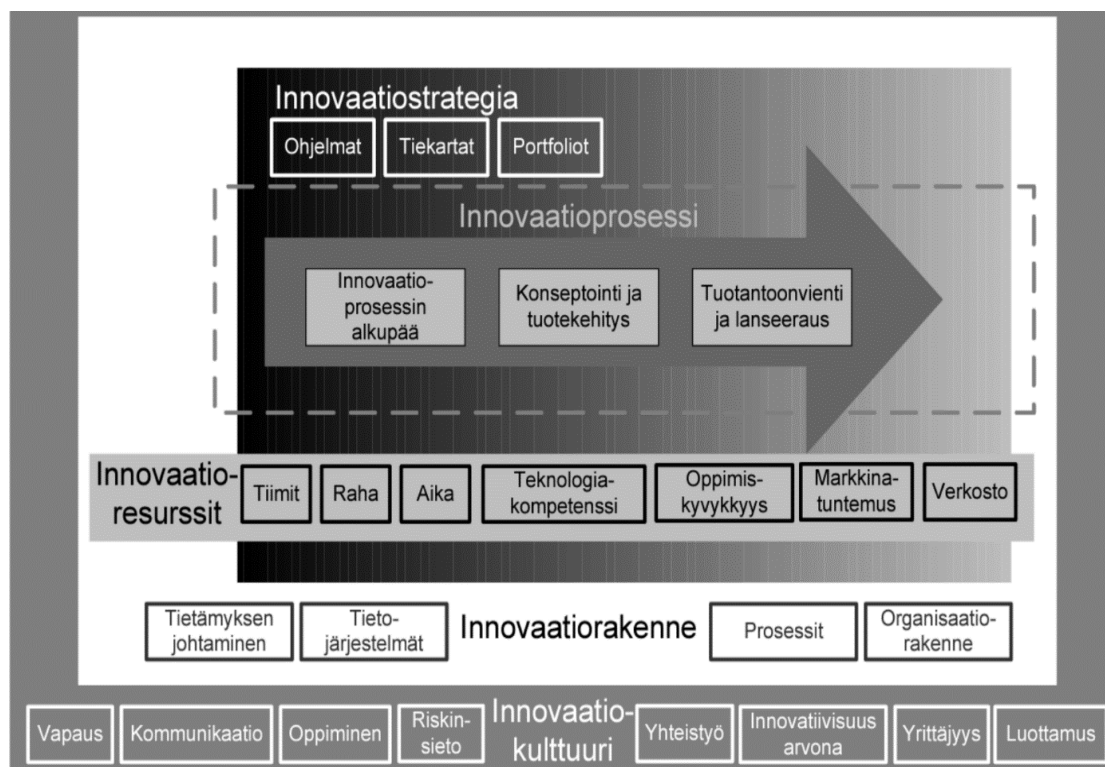 Innovaatiostrategia
Ohjelmat
Tiekartat
Portfoliot
Innovaatioprosessi
Innovaatio-
prosessin
alkupää
Konseptointi ja
tuotekehitys
Tuotantoonvienti
ja lanseeraus
Innovaatio-
resurssit
Tiimit
Raha
Aika
Teknologia-
kompetenssi
Oppimis-
kyvykkyys
Markkina-
tuntemus
Verkosto
Tietämyksen
johtaminen
Tieto-
järjestelmät
Innovaatiorakenne
Prosessit
Organisaatio-
rakenne
Vapaus
Kommunikaatio
Oppiminen
Riskin-
sieto
Innovaatio-
kulttuuri
Yhteistyö
Innovatiivisuus
arvona
Yrittäjyys
Luottamus